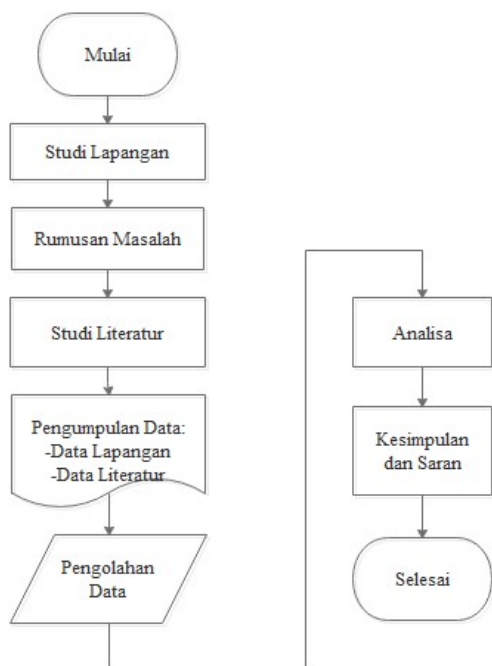 Mulai
Studi Lapangan
Rumusan Masalah
Studi Literatur
Pengumpulan Data:
-Data Lapangan
-Data Literatur
Pengolahan
Data
Analisa
Kesimpulan
dan Saran
Selesai